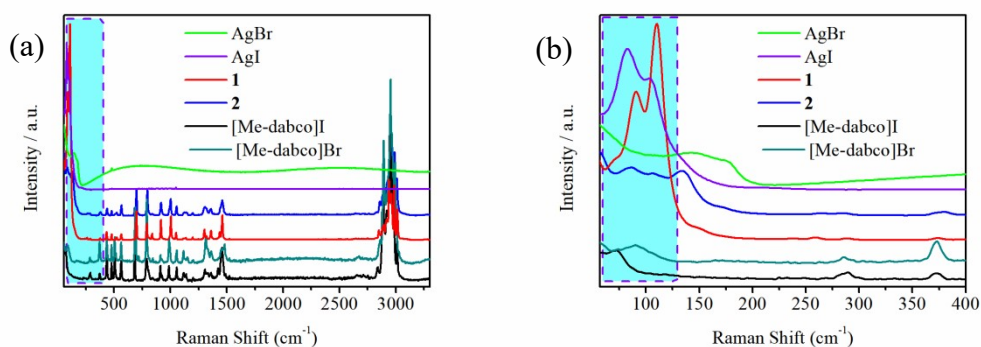 (a)
AgBr
AgI
1
2
[Me-dabco]I
[Me-dabco]Br
Intensity / a.u.
500 1000 1500 2000 2500 3000
Raman Shift (cm-1)
(b)
AgBr
AgI
1
2
[Me-dabco]I
[Me-dabco]Br
Intensity / a.u.
100 150 200 250 300 350 400
Raman Shift (cm-1)